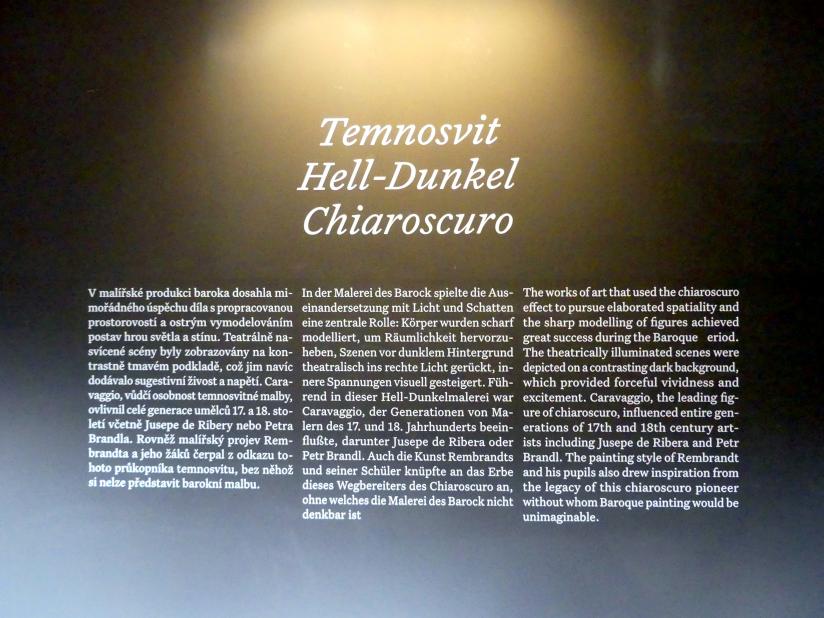 Temnosvit
Hell-Dunkel
Chiaroscuro
V malířské produkci baroka dosahla mi-
mořádného úspěchu díla s propracovanou
prostorovostí a ostrým vymodelováním
postav hrou světla a stínu. Teatrálně na-
svícené scény byly zobrazovány na kon-
trastně tmavém podkladě, což jim navíc
dodávalo sugestivní živost a napětí. Cara-
vaggio, vůdčí osobnost temnosvitné malby,
ovlivnil celé generace umělců 17. a 18. sto-
letí včetně Jusepe de Ribery nebo Petra
Brandla. Rovněž malířský projev Rem-
brandta a jeho žáků čerpal z odkazu to-
hoto průkopníka temnosvitu, bez něhož
si nelze představit barokní malbu.
In der Malerei des Barock spielte die Aus-
einandersetzung mit Licht und Schatten
eine zentrale Rolle: Körper wurden scharf
modelliert, um Räumlichkeit hervorzu-
heben, Szenen vor dunklem Hintergrund
theatralisch ins rechte Licht gerückt, in-
nere Spannungen visuell gesteigert. Füh-
rend in dieser Hell-Dunkelmalerei war
Caravaggio, der Generationen von Ma-
lern des 17. und 18. Jahrhunderts beein-
flußte, darunter Jusepe de Ribera oder
Petr Brandl. Auch die Kunst Rembrandts
und seiner Schüler knüpfte an das Erbe
dieses Wegbereiters des Chiaroscuro an,
ohne welches die Malerei des Barock nicht
denkbar ist
The works of art that used the chiaroscuro
effect to pursue elaborated spatiality and
the sharp modelling of figures achieved
great success during the Baroque eriod.
The theatrically illuminated scenes were
depicted on a contrasting dark background,
which provided forceful vividness and
excitement. Caravaggio, the leading fig-
ure of chiaroscuro, influenced entire gen-
erations of 17th and 18th century art-
ists including Jusepe de Ribera and Petr
Brandl. The painting style of Rembrandt
and his pupils also drew inspiration from
the legacy of this chiaroscuro pioneer
without whom Baroque painting would be
unimaginable.